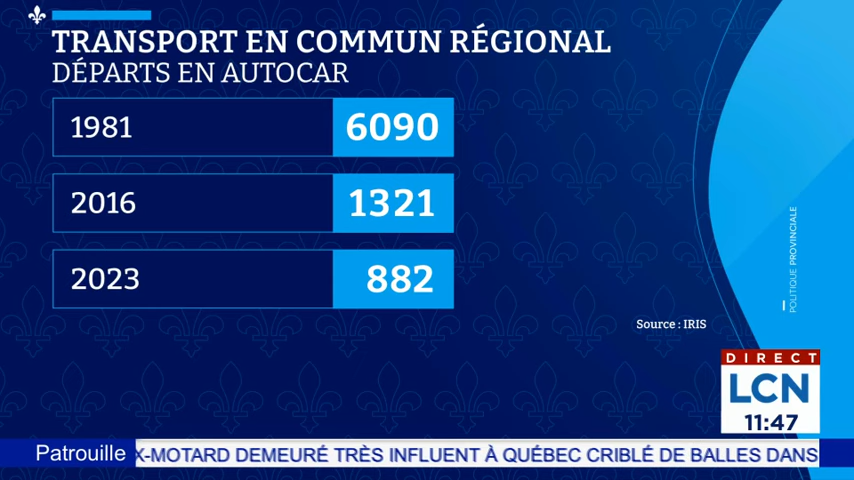 TRANSPORT EN COMMUN RÉGIONAL
DÉPARTS EN AUTOCAR
1981 6090
2016 1321
2023 882
POLITIQUE PROVINCIALE
Source : IRIS
DIRECT
LCN
11:47
Patrouille X-MOTARD DEMEURÉ TRÈS INFLUENT À QUÉBEC CRIBLÉ DE BALLES DANS